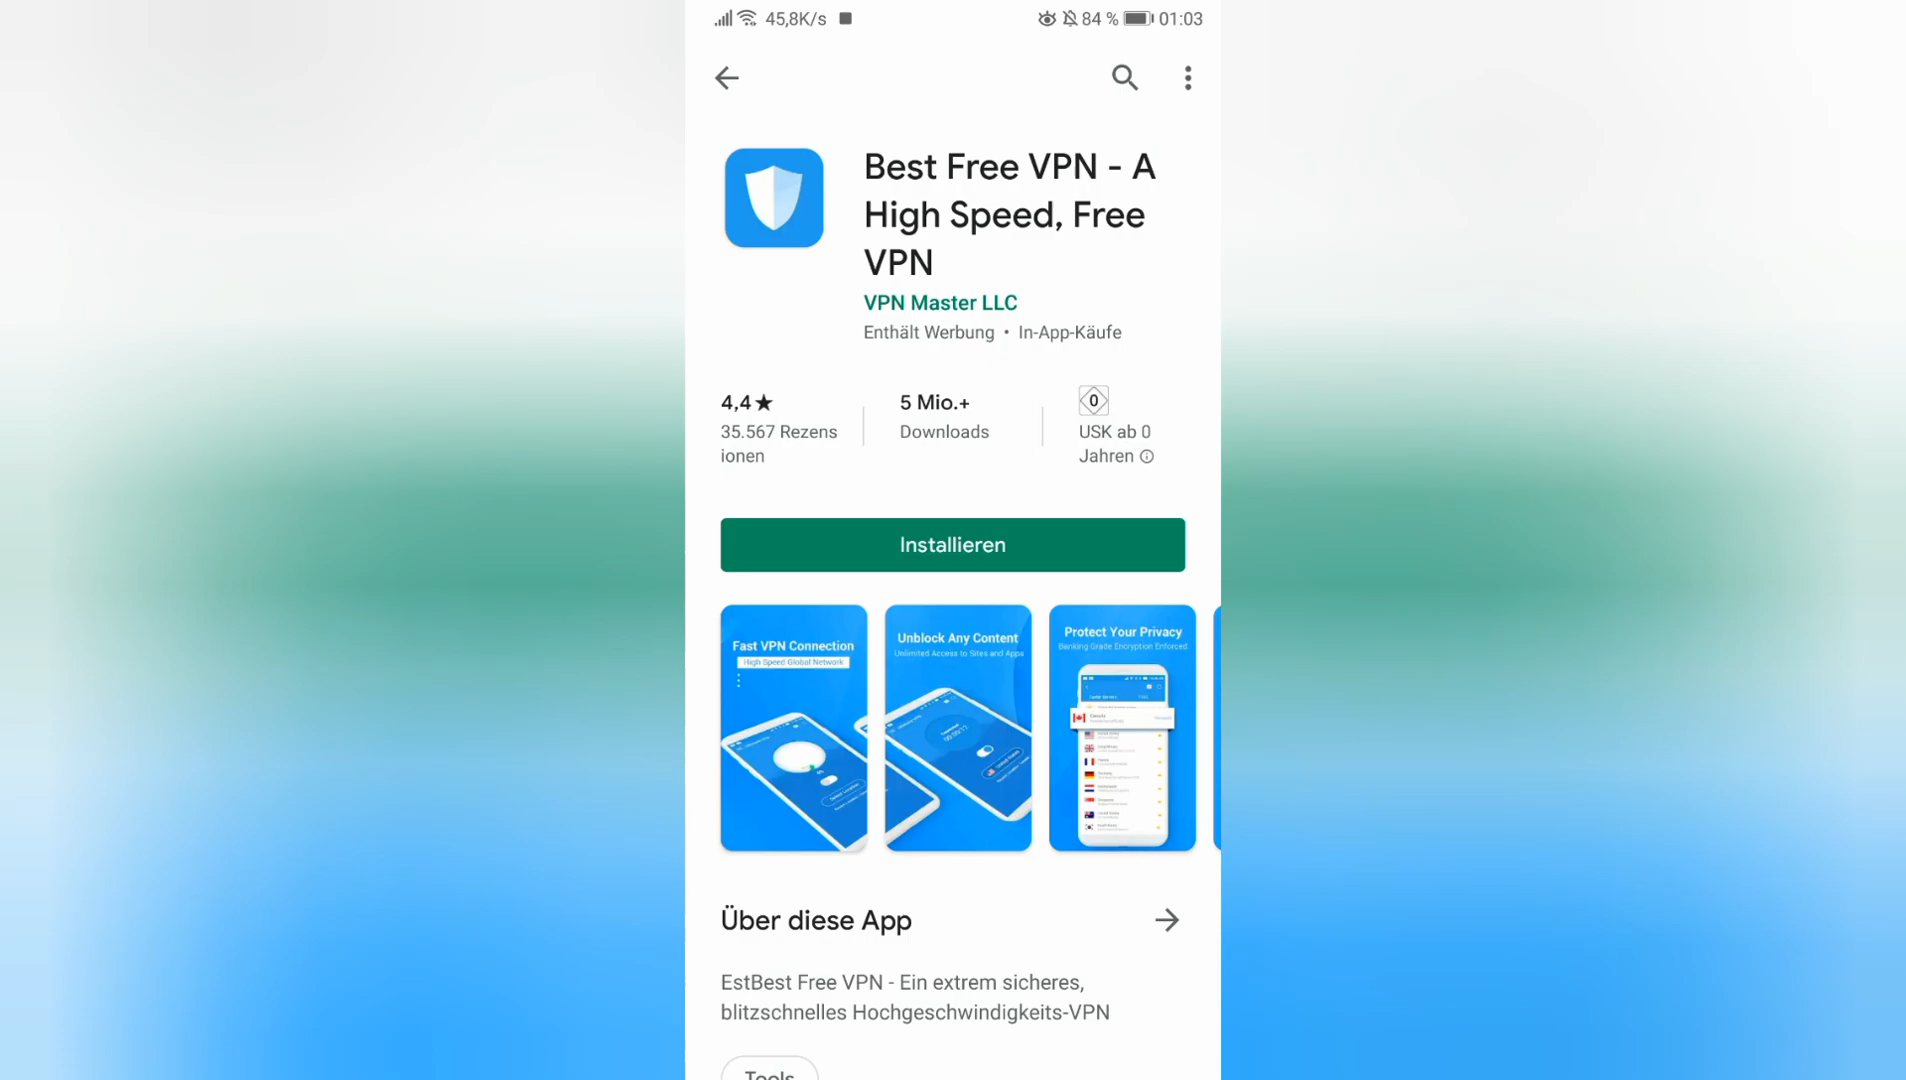 45,8K/s 84 % 01:03
Best Free VPN - A
High Speed, Free
VPN
VPN Master LLC
Enthält Werbung • In-App-Käufe
4,4★
35.567 Rezens
ionen
5 Mio.+
Downloads
0
USK ab 0
Jahren
Installieren
Fast VPN Connection
High Speed Global Network
Unblock Any Content
Unlimited Access to Sites and Apps
Protect Your Privacy
Banking Grade Encryption Enforced
Über diese App
EstBest Free VPN - Ein extrem sicheres,
blitzschnelles Hochgeschwindigkeits-VPN
Tools